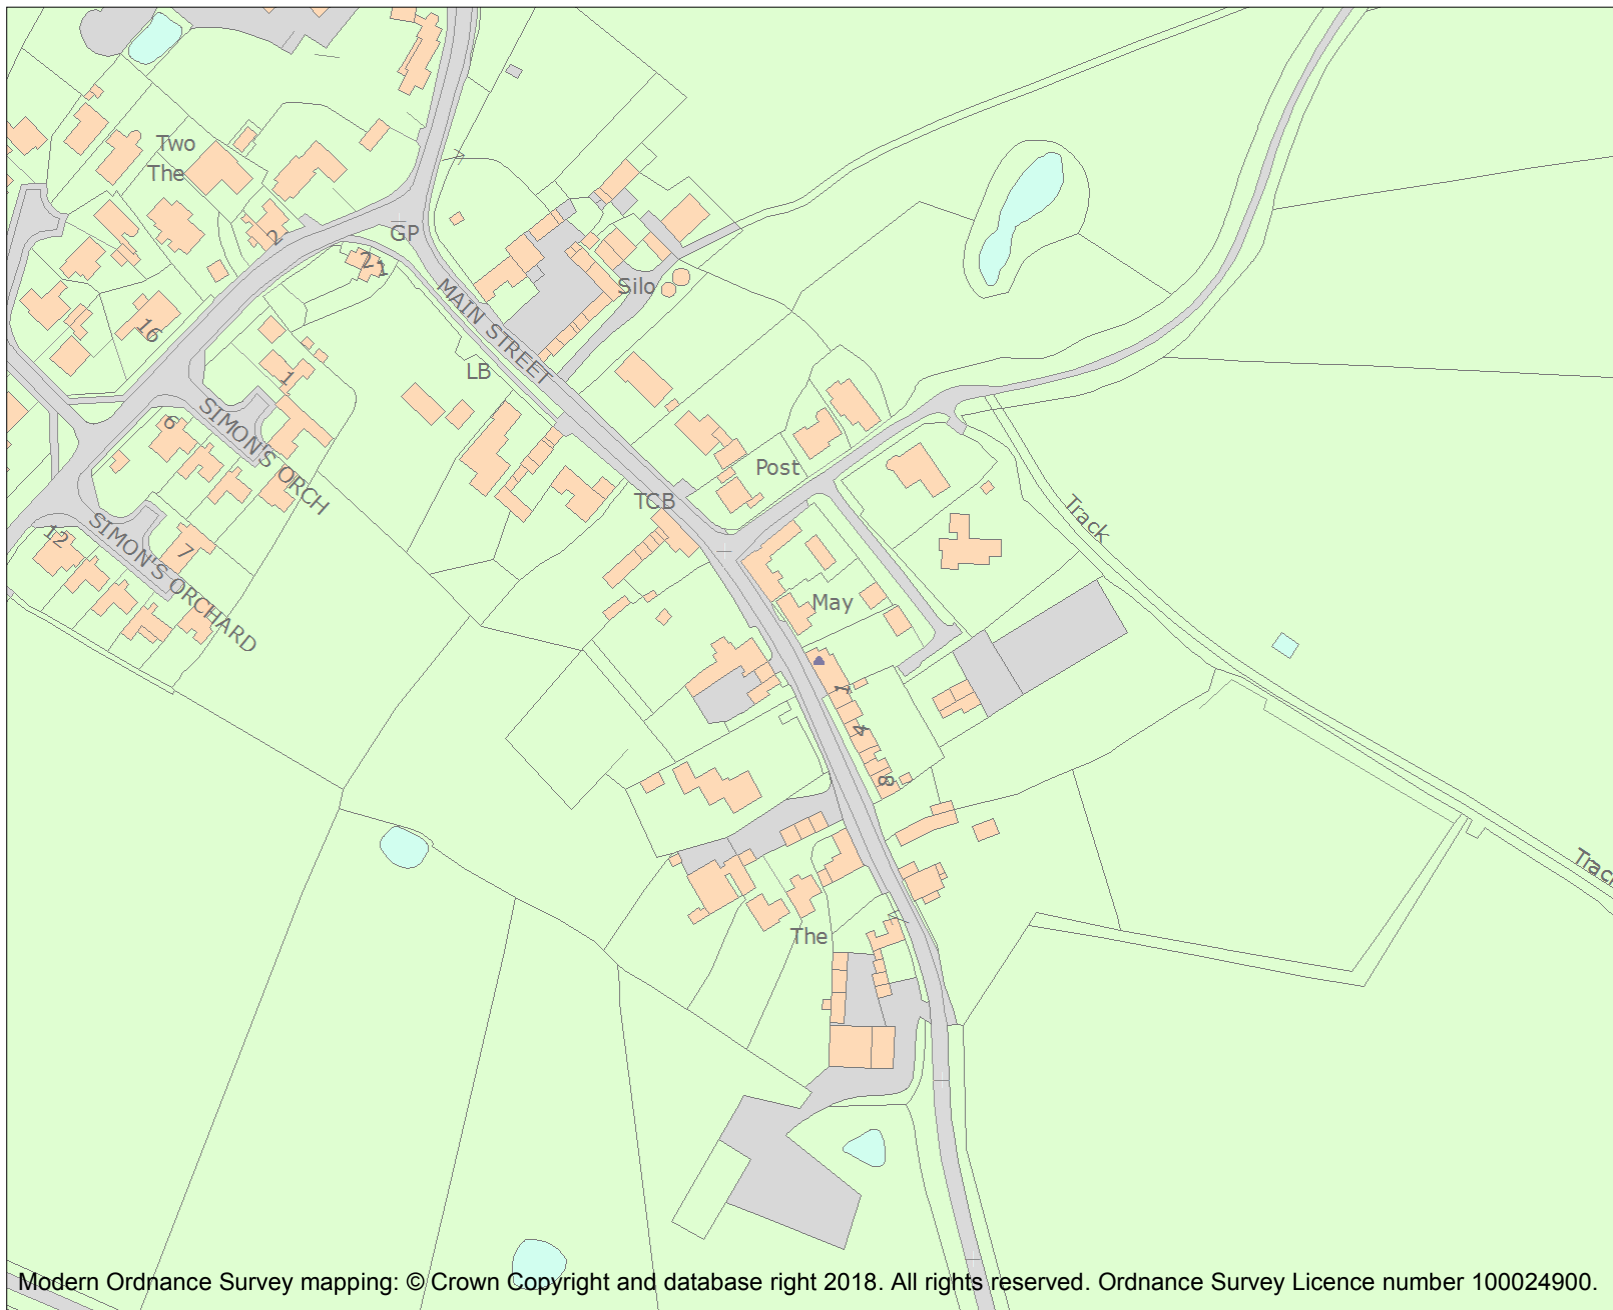 Two
The
2
GP
21
16
MAIN STREET
Silo
LB
1
6
SIMON'S ORCH
Post
TCB
Track
12
SIMON'S ORCHARD
7
May
1
4
8
Track
The
Modern Ordnance Survey mapping: © Crown Copyright and database right 2018. All rights reserved. Ordnance Survey Licence number 100024900.